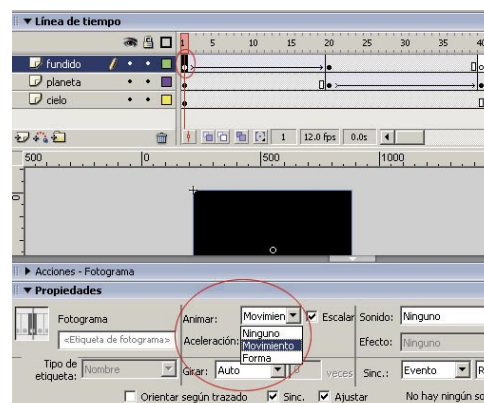 Línea de tiempo
1 5 10 15 20 25 30 35 40
fundido
planeta
cielo
1 12.0 fps 0.0s
500 0 500 1000
0
Acciones - Fotograma
Propiedades
Fotograma
<Etiqueta de fotograma>
Tipo de etiqueta: Nombre
Animar: Movimien Escalar Sonido: Ninguno
Ninguno
Movimiento
Forma
Aceleración: Efecto: Ninguno
Girar: Auto 0 veces Sinc.: Evento R
Orientar según trazado Sinc. Ajustar No hay ningún so